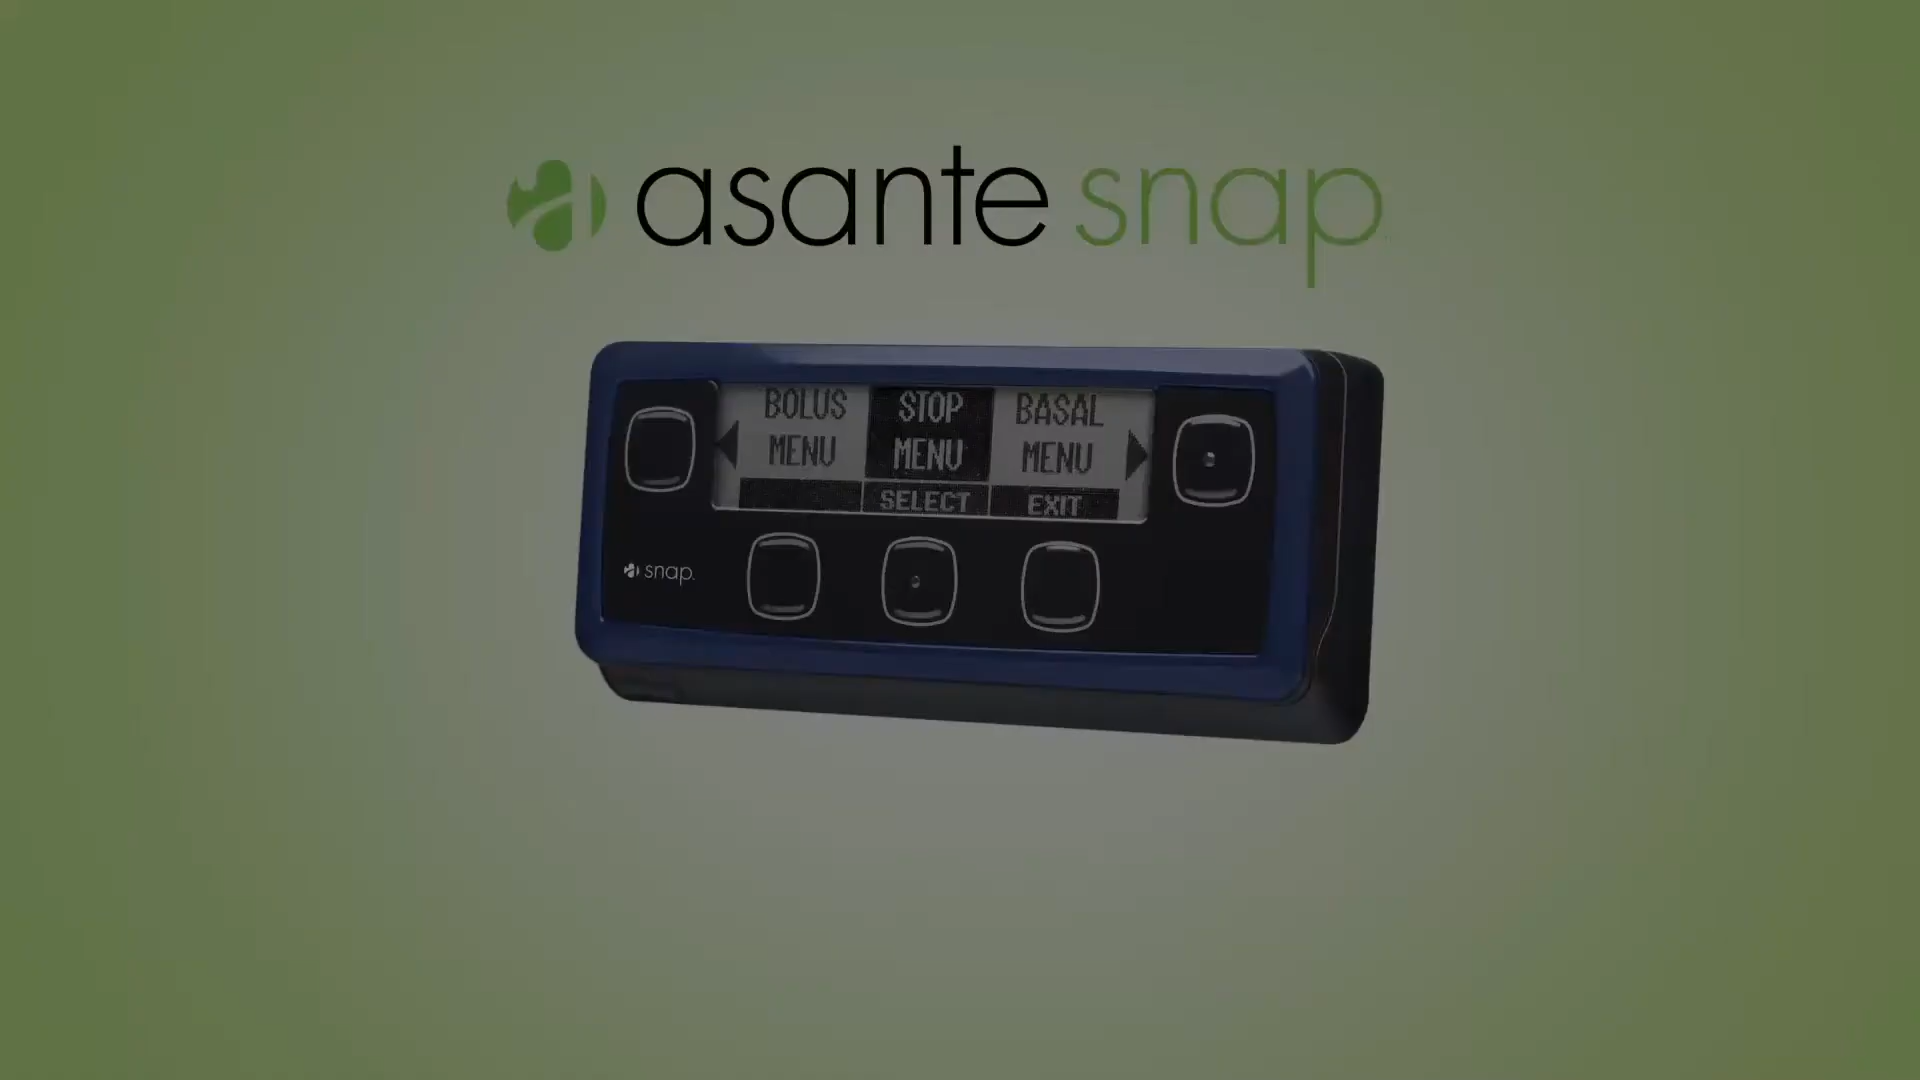 asante snap
BOLUS MENU
STOP MENU
BASAL MENU
SELECT
EXIT
snap.